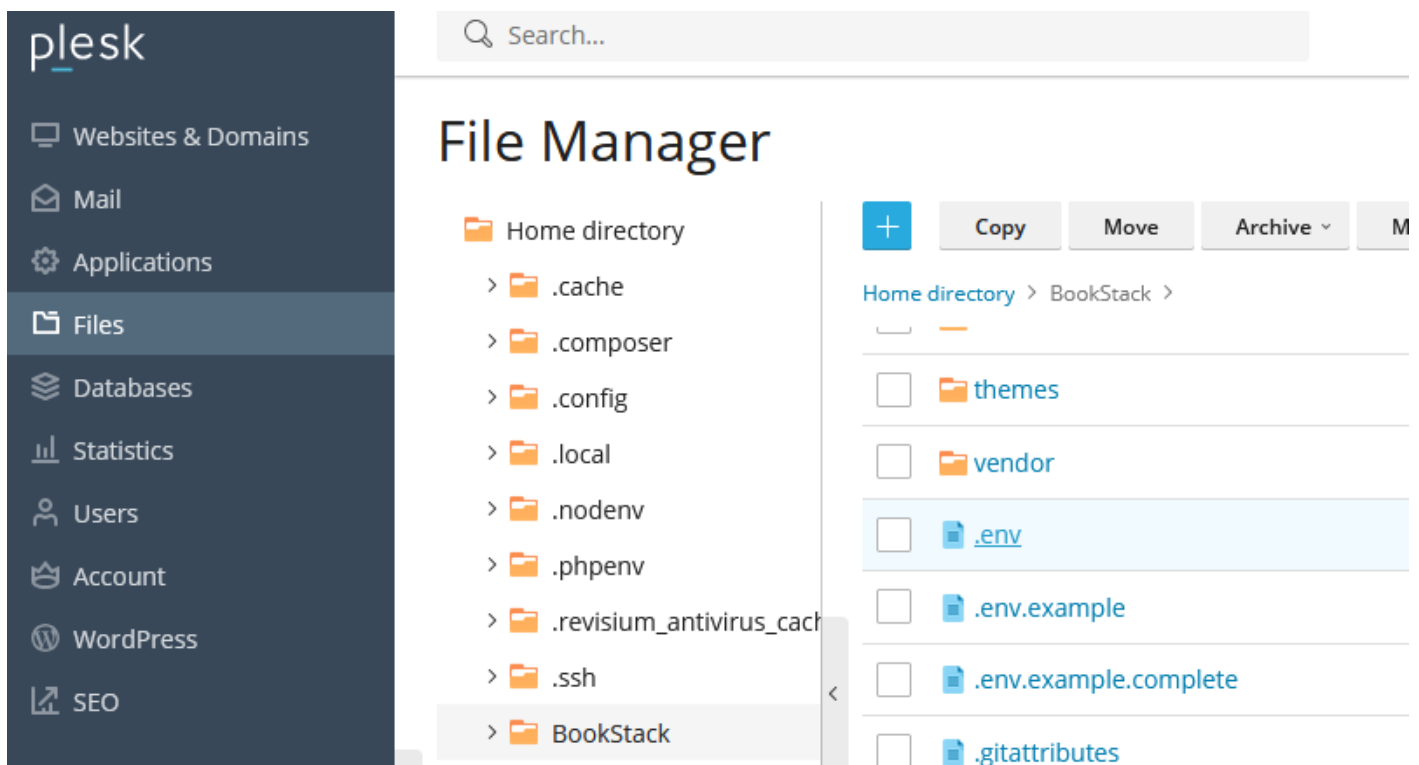 plesk
Websites & Domains
Mail
Applications
Files
Databases
Statistics
Users
Account
WordPress
SEO
Search...
File Manager
Home directory
.cache
.composer
.config
.local
.nodenv
.phpenv
.revisium_antivirus_cach
.ssh
BookStack
Copy Move Archive M
Home directory > BookStack >
themes
vendor
.env
.env.example
.env.example.complete
.gitattributes